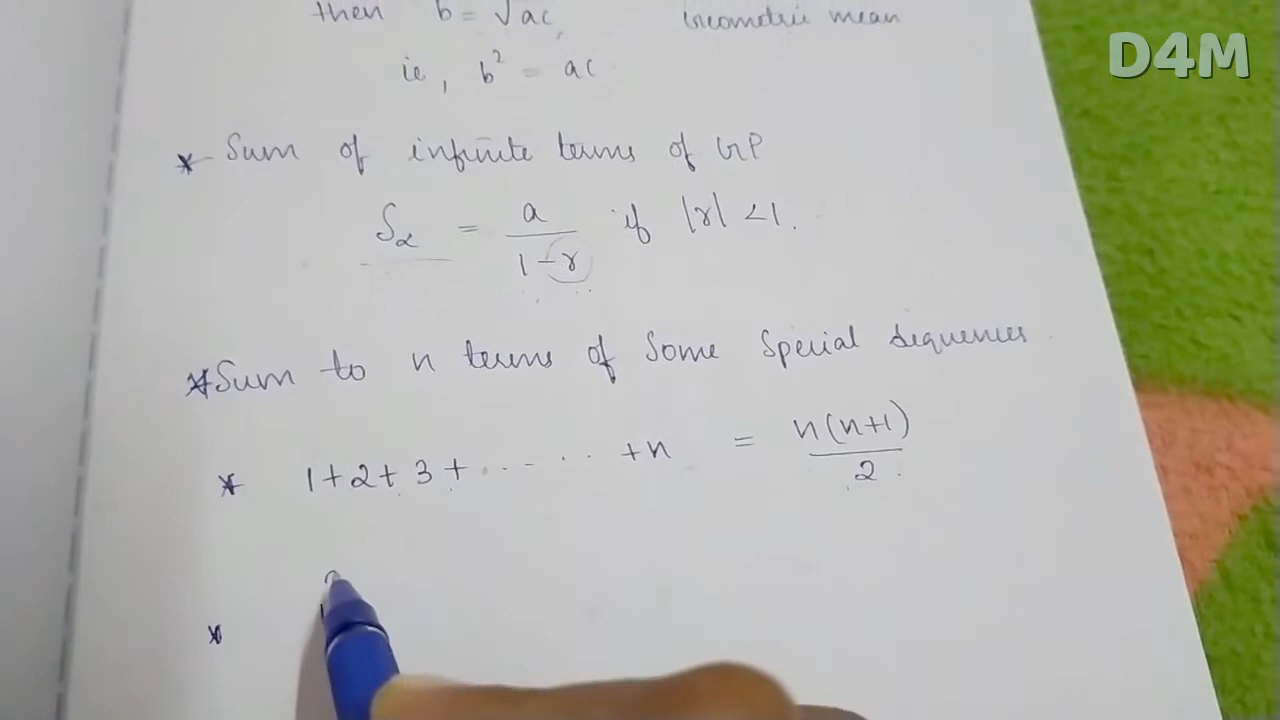 then b = √ac, Geometric mean
D4M
ie, b² = ac
* Sum of infinite terms of GP
S∝ = a/(1-r) if |r| < 1.
* Sum to n terms of some special sequences
* 1+2+3+.......+n = n(n+1)/2
*